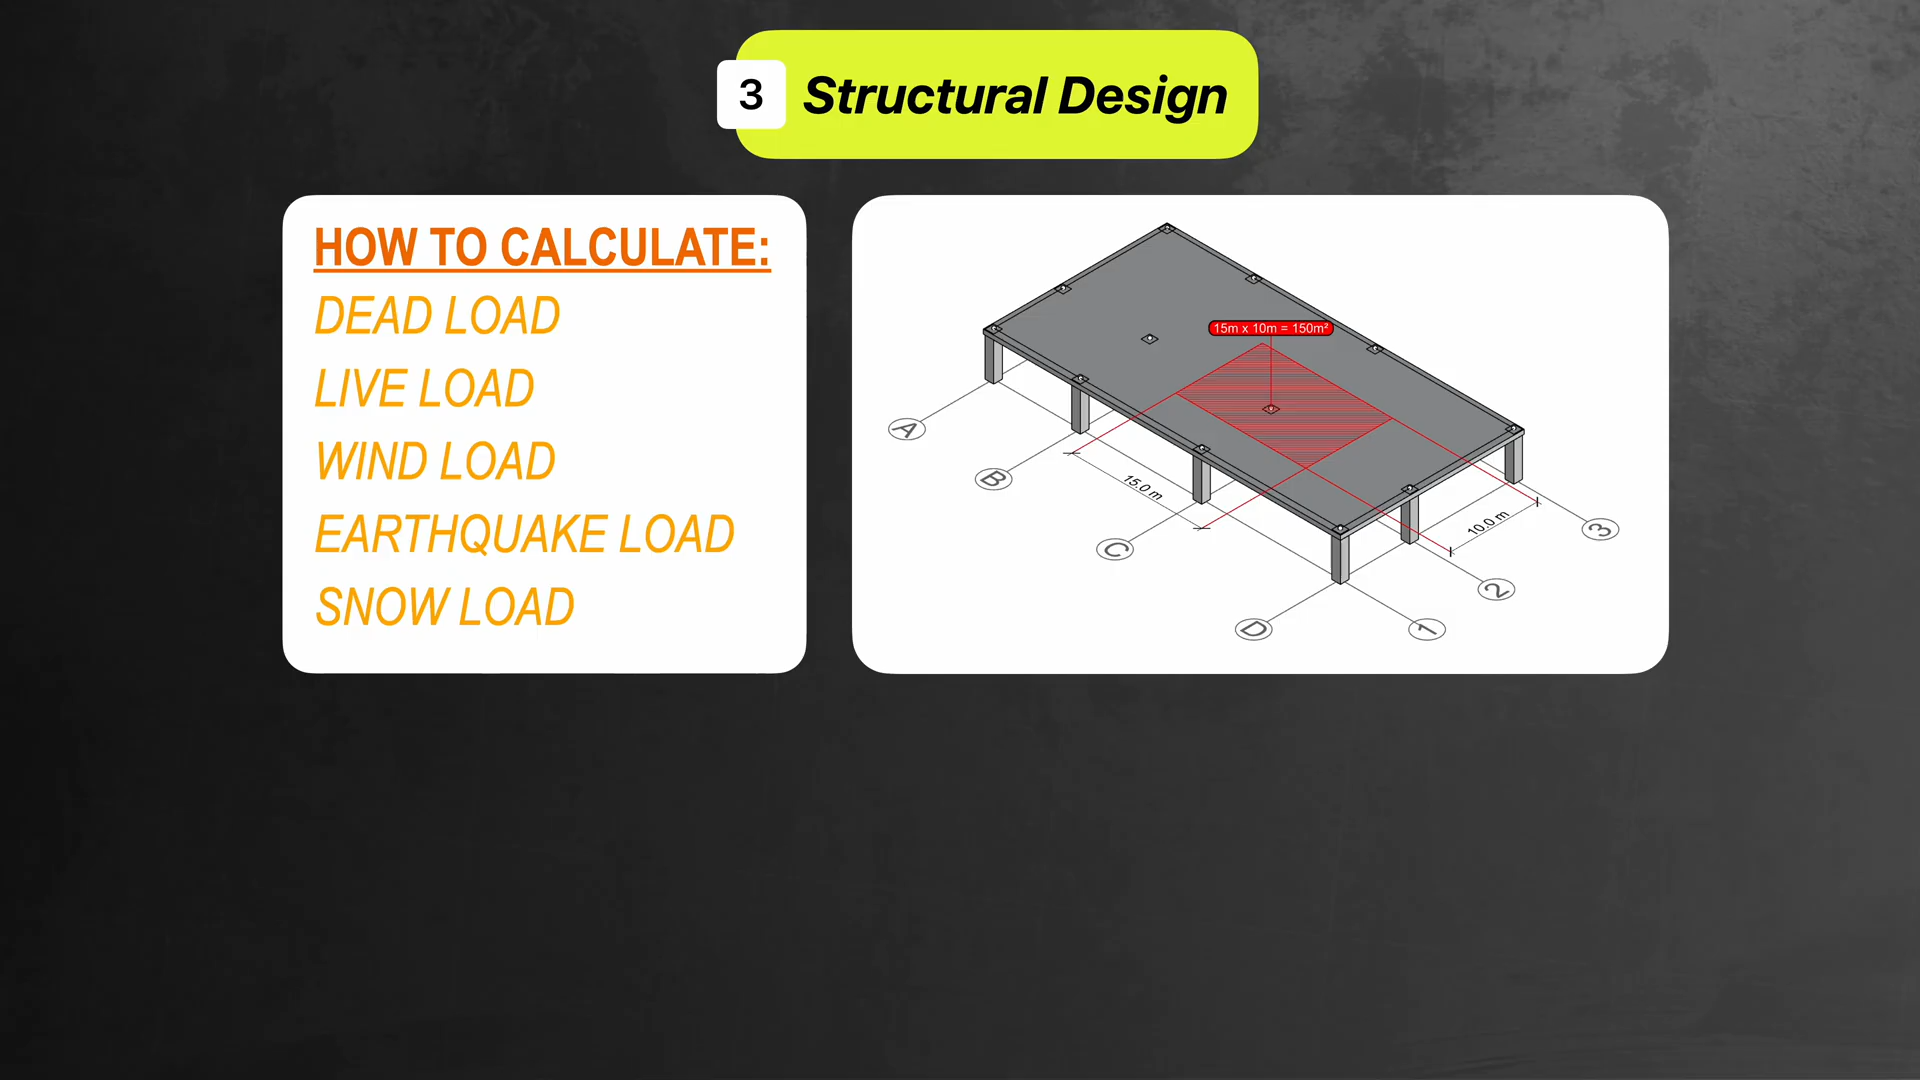 3
Structural Design
HOW TO CALCULATE:
DEAD LOAD
LIVE LOAD
WIND LOAD
EARTHQUAKE LOAD
SNOW LOAD
15m x 10m = 150m²
A
B
15.0 m
10.0 m
3
C
2
D
1